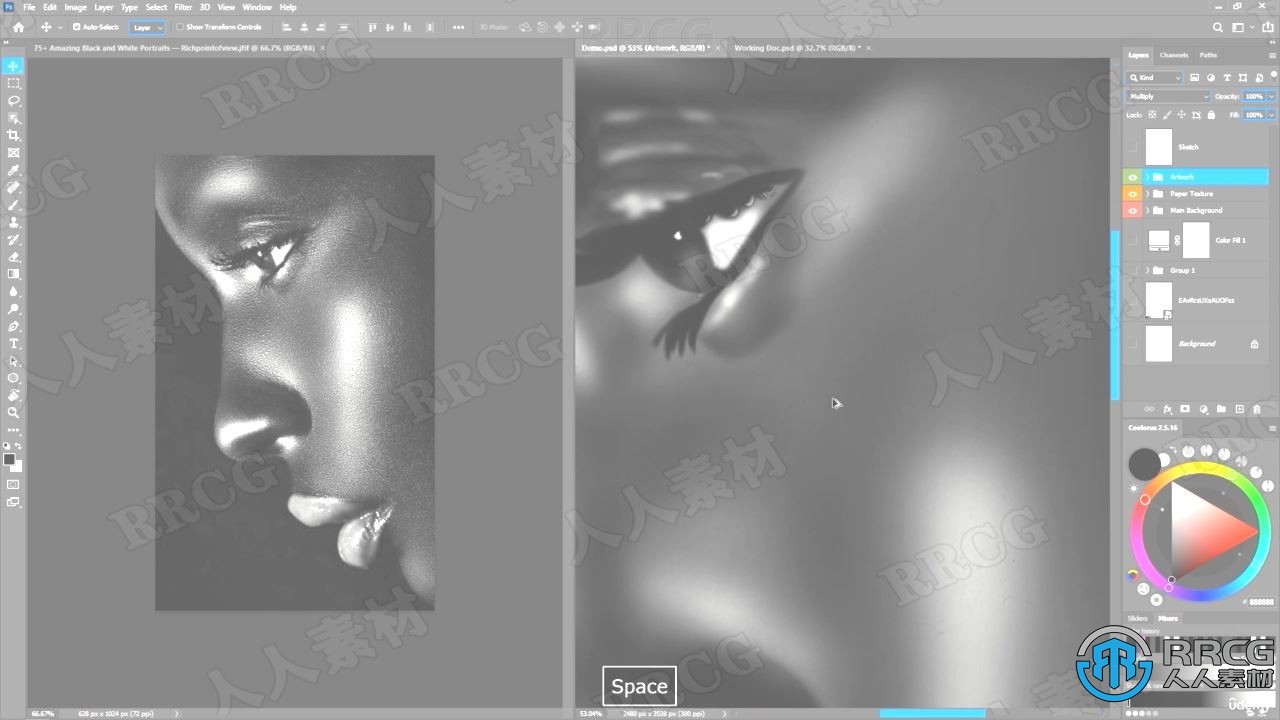 File Edit Image Layer Type Select Filter 3D View Window Help
Auto-Select: Layer Show Transform Controls 3D Mode:
75+ Amazing Black and White Portraits — Richpointofview.jfif @ 66.7% (RGB/8#) ×
Demo.psd @ 53% (Artwork, RGB/8) * ×
Working Doc.psd @ 32.7% (RGB/8) * ×
Layers Channels Paths
Kind
Multiply Opacity: 100%
Lock: Fill: 100%
Sketch
Artwork
Paper Texture
Main Background
Color Fill 1
Group 1
Background
Coolorus 2.5.16
Sliders Mixers
history
Space
66.67% 628 px x 1024 px (72 ppi)
53.04% 2480 px x 3508 px (300 ppi)
RRCG
人人素材
Udemy